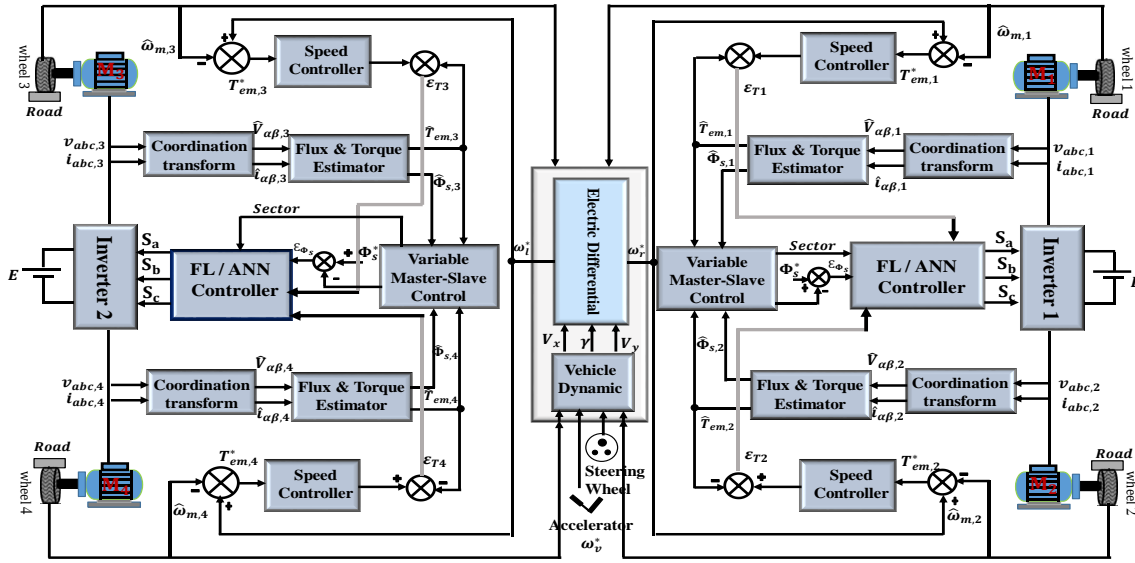 ω̂m,3
+
−
T*em,3
Speed
Controller
+
−
εT3
wheel 3
Road
M3
vabc,3
iabc,3
Coordination
transform
V̂αβ,3
îαβ,3
Flux & Torque
Estimator
T̂em,3
Φ̂s,3
Sector
E
Inverter 2
Sa
Sb
Sc
FL / ANN
Controller
εΦs
+
−
Φ*s
Variable
Master-Slave
Control
Φ̂s,4
T̂em,4
vabc,4
iabc,4
Coordination
transform
V̂αβ,4
îαβ,4
Flux & Torque
Estimator
Road
wheel 4
M4
T*em,4
−
+
ω̂m,4
Speed
Controller
+
−
εT4
ω*l
Electric Differential
ω*r
Vx
γ
Vy
Vehicle
Dynamic
Steering
Wheel
Accelerator
ω*v
+
−
ω̂m,1
T*em,1
Speed
Controller
−
+
εT1
wheel 1
Road
M1
vabc,1
iabc,1
Coordination
transform
V̂αβ,1
îαβ,1
Flux & Torque
Estimator
T̂em,1
Φ̂s,1
Variable
Master-Slave
Control
Sector
Φ*s
εΦs
+
−
FL / ANN
Controller
Sa
Sb
Sc
Inverter 1
Φ̂s,2
T̂em,2
Flux & Torque
Estimator
V̂αβ,2
îαβ,2
Coordination
transform
vabc,2
iabc,2
εT2
−
+
Speed
Controller
T*em,2
−
+
ω̂m,2
M2
Road
wheel 2